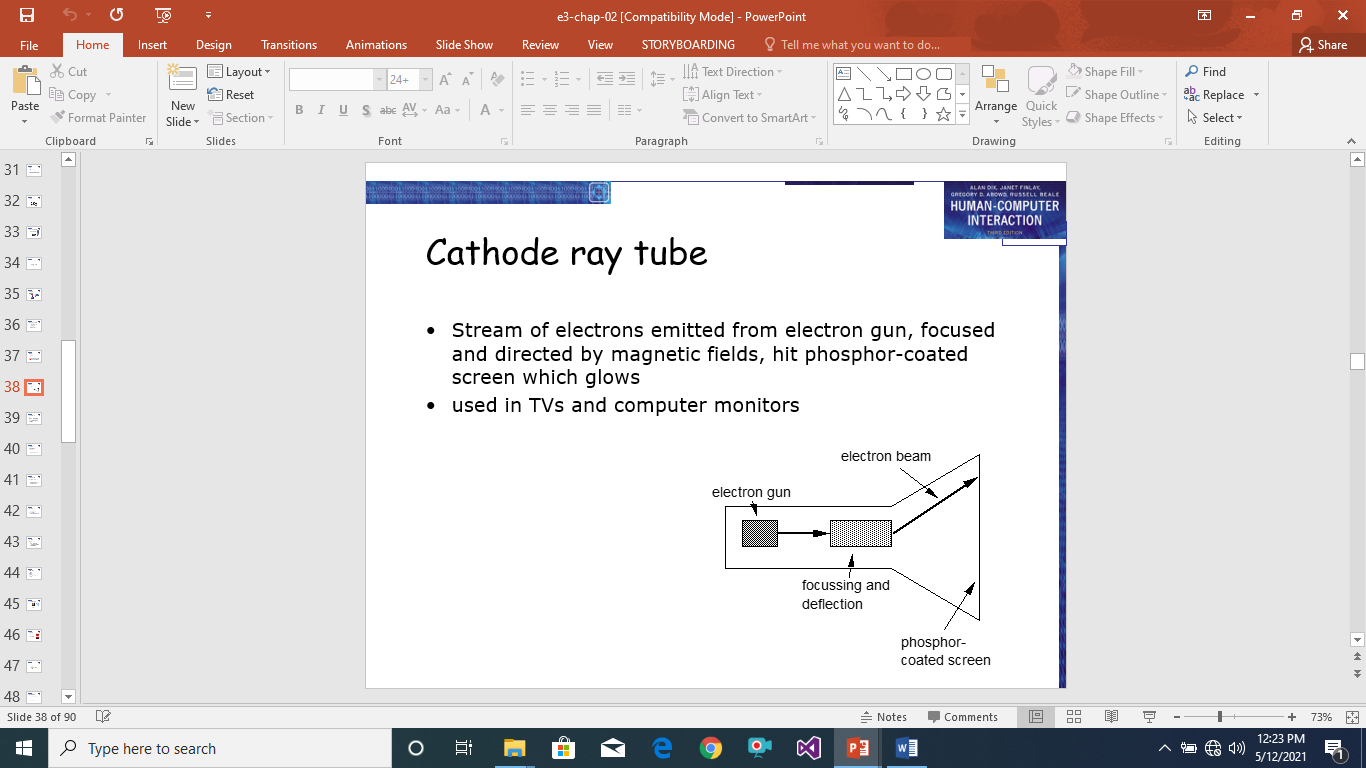 e3-chap-02 [Compatibility Mode] - PowerPoint
File Home Insert Design Transitions Animations Slide Show Review View STORYBOARDING Tell me what you want to do... Share
Cut Layout 24+ Text Direction Shape Fill Find
Paste Copy New Slide Reset Align Text Arrange Quick Styles Shape Outline Replace
Format Painter Section B I U S abc AV Aa A Convert to SmartArt Shape Effects Select
Clipboard Slides Font Paragraph Drawing Editing
31
32
33
34
35
36
37
38
39
40
41
42
43
44
45
46
47
48
ALAN DIX, JANET FINLAY,
GREGORY D. ABOWD, RUSSELL BEALE
HUMAN-COMPUTER
INTERACTION
THIRD EDITION
Cathode ray tube
• Stream of electrons emitted from electron gun, focused
and directed by magnetic fields, hit phosphor-coated
screen which glows
• used in TVs and computer monitors
electron beam
electron gun
focussing and
deflection
phosphor-
coated screen
Slide 38 of 90 Notes Comments 73%
Type here to search
12:23 PM
5/12/2021
1